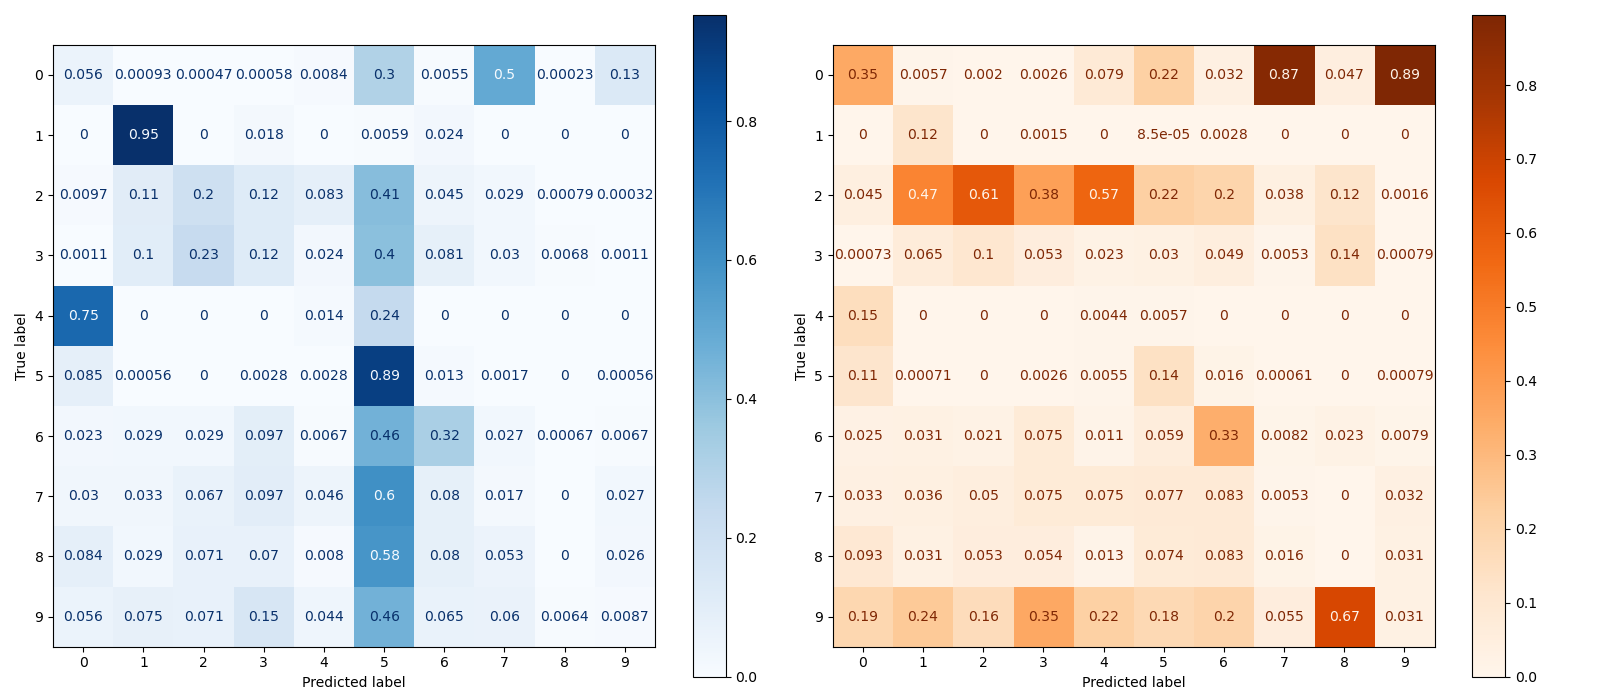 0 0.056 0.00093 0.00047 0.00058 0.0084 0.3 0.0055 0.5 0.00023 0.13
1 0 0.95 0 0.018 0 0.0059 0.024 0 0 0
2 0.0097 0.11 0.2 0.12 0.083 0.41 0.045 0.029 0.00079 0.00032
3 0.0011 0.1 0.23 0.12 0.024 0.4 0.081 0.03 0.0068 0.0011
4 0.75 0 0 0 0.014 0.24 0 0 0 0
5 0.085 0.00056 0 0.0028 0.0028 0.89 0.013 0.0017 0 0.00056
6 0.023 0.029 0.029 0.097 0.0067 0.46 0.32 0.027 0.00067 0.0067
7 0.03 0.033 0.067 0.097 0.046 0.6 0.08 0.017 0 0.027
8 0.084 0.029 0.071 0.07 0.008 0.58 0.08 0.053 0 0.026
9 0.056 0.075 0.071 0.15 0.044 0.46 0.065 0.06 0.0064 0.0087
0 1 2 3 4 5 6 7 8 9
Predicted label
True label
0.8
0.6
0.4
0.2
0.0
0 0.35 0.0057 0.002 0.0026 0.079 0.22 0.032 0.87 0.047 0.89
1 0 0.12 0 0.0015 0 8.5e-05 0.0028 0 0 0
2 0.045 0.47 0.61 0.38 0.57 0.22 0.2 0.038 0.12 0.0016
3 0.00073 0.065 0.1 0.053 0.023 0.03 0.049 0.0053 0.14 0.00079
4 0.15 0 0 0 0.0044 0.0057 0 0 0 0
5 0.11 0.00071 0 0.0026 0.0055 0.14 0.016 0.00061 0 0.00079
6 0.025 0.031 0.021 0.075 0.011 0.059 0.33 0.0082 0.023 0.0079
7 0.033 0.036 0.05 0.075 0.075 0.077 0.083 0.0053 0 0.032
8 0.093 0.031 0.053 0.054 0.013 0.074 0.083 0.016 0 0.031
9 0.19 0.24 0.16 0.35 0.22 0.18 0.2 0.055 0.67 0.031
0 1 2 3 4 5 6 7 8 9
Predicted label
True label
0.8
0.7
0.6
0.5
0.4
0.3
0.2
0.1
0.0